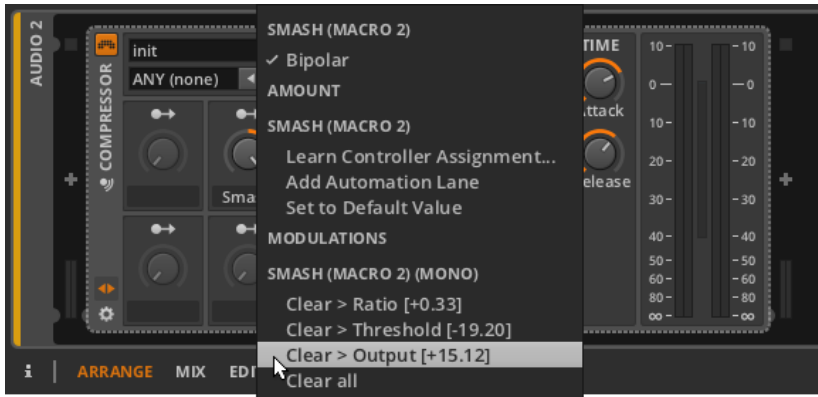 AUDIO 2
COMPRESSOR
init
ANY (none)
Sma
SMASH (MACRO 2)
✓ Bipolar
AMOUNT
SMASH (MACRO 2)
Learn Controller Assignment...
Add Automation Lane
Set to Default Value
MODULATIONS
SMASH (MACRO 2) (MONO)
Clear > Ratio [+0.33]
Clear > Threshold [-19.20]
Clear > Output [+15.12]
Clear all
TIME
ttack
elease
10- -10
0- -0
10- -10
20- -20
30- -30
40- -40
50- -50
60- -60
80- -80
∞- -∞
i | ARRANGE MIX EDI